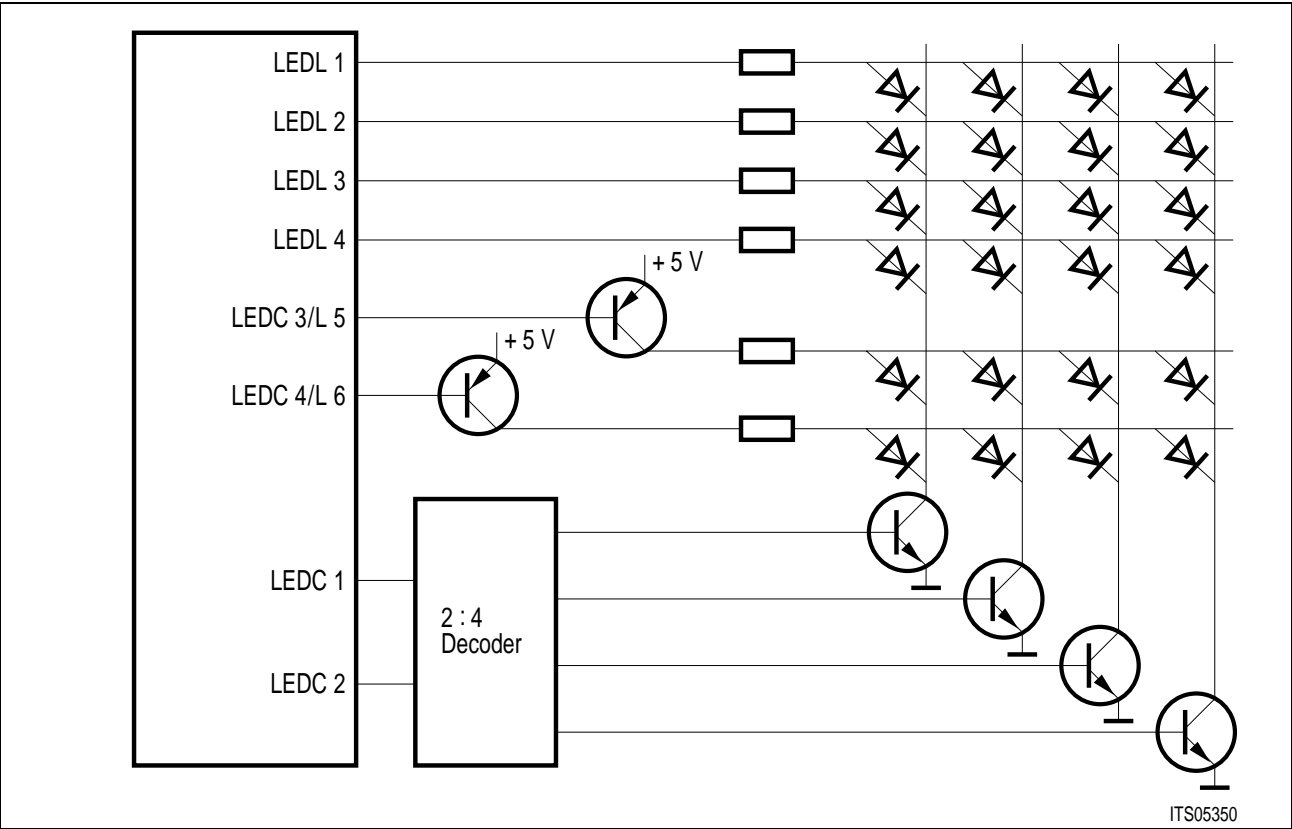 LEDL 1
LEDL 2
LEDL 3
LEDL 4
+ 5 V
LEDC 3/L 5
+ 5 V
LEDC 4/L 6
LEDC 1
2 : 4
Decoder
LEDC 2
ITS05350